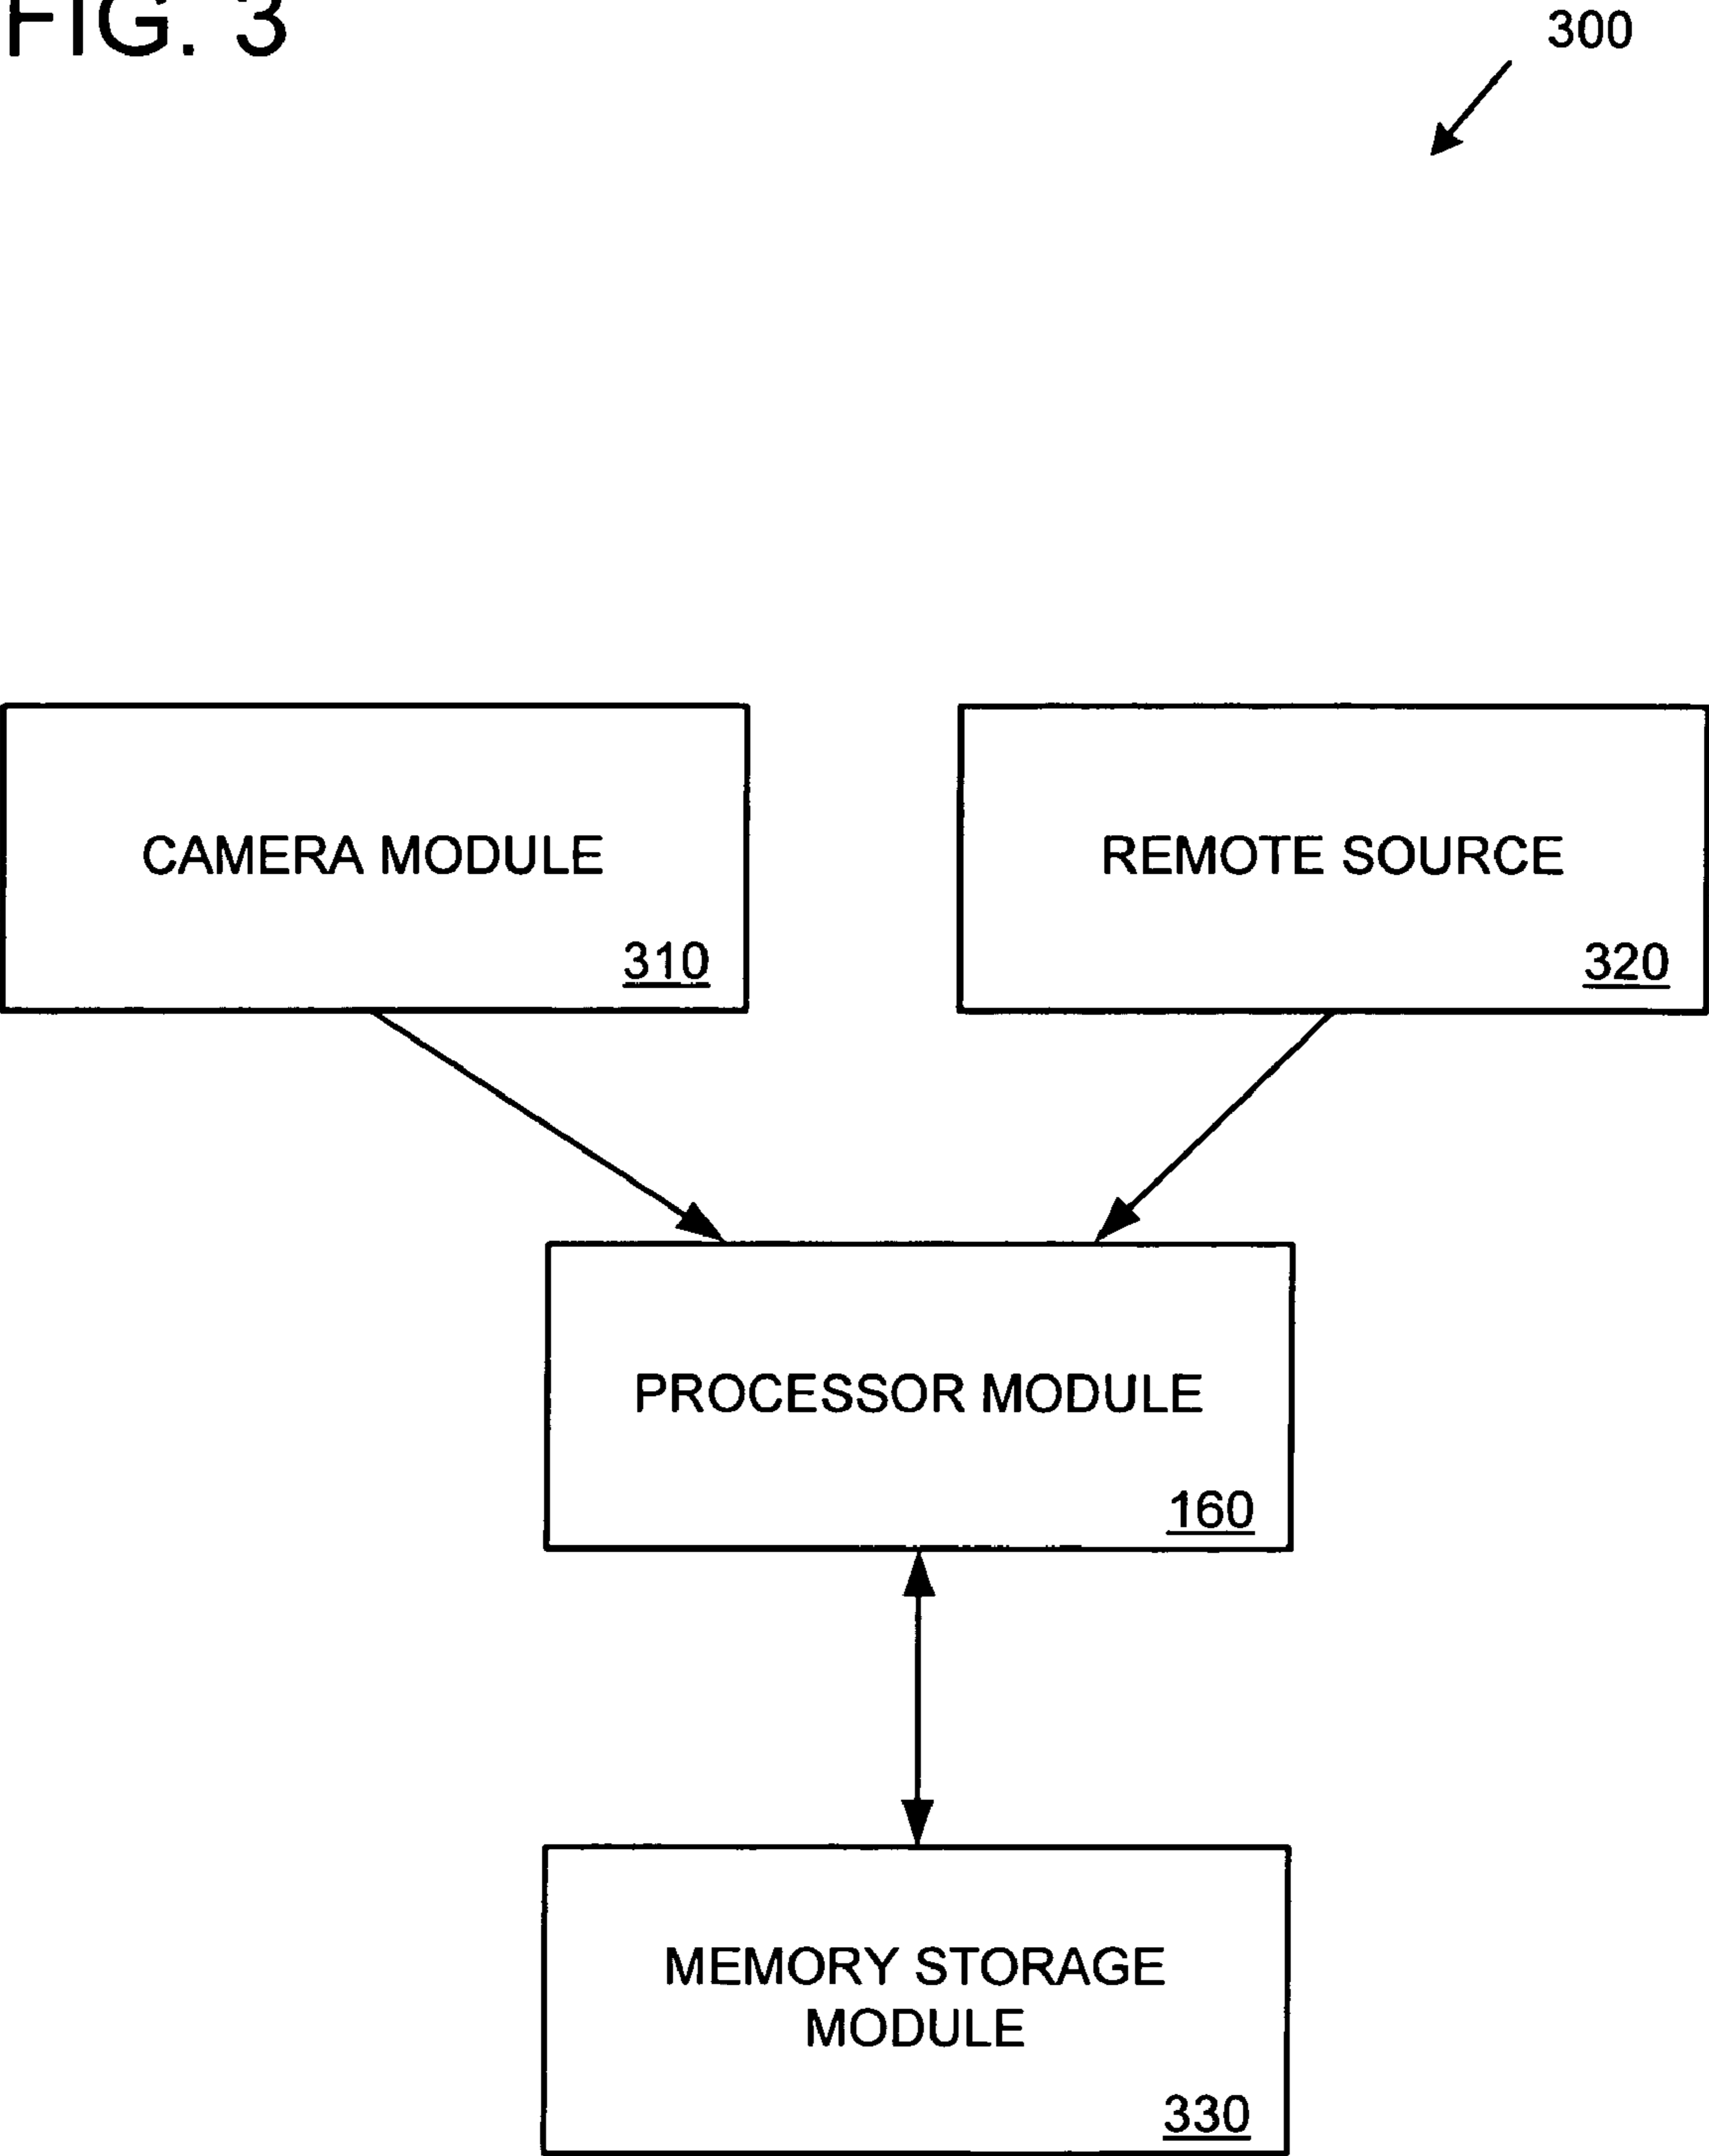 FIG. 3
300
CAMERA MODULE
310
REMOTE SOURCE
320
PROCESSOR MODULE
160
MEMORY STORAGE
MODULE
330